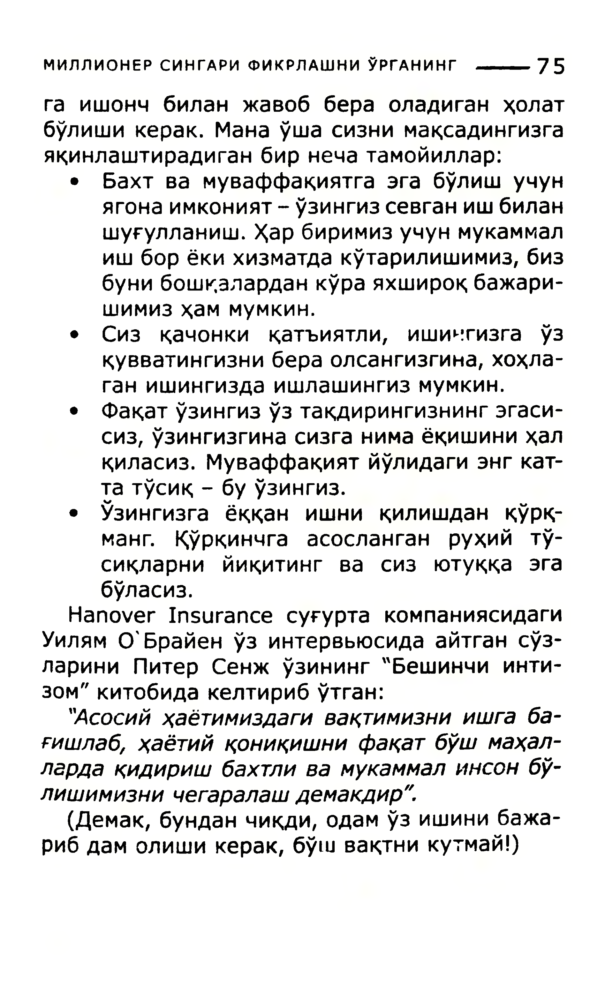 МИЛЛИОНЕР СИНГАРИ ФИКРЛАШНИ ЎРГАНИНГ —— 75
га ишонч билан жавоб бера оладиган ҳолат
бўлиши керак. Мана ўша сизни мақсадингизга
яқинлаштирадиган бир неча тамойиллар:
• Бахт ва муваффақиятга эга бўлиш учун
ягона имконият – ўзингиз севган иш билан
шуғулланиш. Ҳар биримиз учун мукаммал
иш бор ёки хизматда кўтарилишимиз, биз
буни бошқалардан кўра яхшироқ бажари-
шимиз ҳам мумкин.
• Сиз қачонки қатъиятли, ишингизга ўз
қувватингизни бера олсангизгина, хоҳла-
ган ишингизда ишлашингиз мумкин.
• Фақат ўзингиз ўз тақдирингизнинг эгаси-
сиз, ўзингизгина сизга нима ёқишини ҳал
қиласиз. Муваффақият йўлидаги энг кат-
та тўсиқ – бу ўзингиз.
• Ўзингизга ёққан ишни қилишдан қўрқ-
манг. Қўрқинчга асосланган руҳий тў-
сиқларни йиқитинг ва сиз ютуққа эга
бўласиз.
Hanover Insurance суғурта компаниясидаги
Уилям О`Брайен ўз интервьюсида айтган сўз-
ларини Питер Сенж ўзининг "Бешинчи инти-
зом" китобида келтириб ўтган:
"Асосий ҳаётимиздаги вақтимизни ишга ба-
ғишлаб, ҳаётий қониқишни фақат бўш маҳал-
ларда қидириш бахтли ва мукаммал инсон бў-
лишимизни чегаралаш демакдир".
(Демак, бундан чиқди, одам ўз ишини бажа-
риб дам олиши керак, бўш вақтни кутмай!)